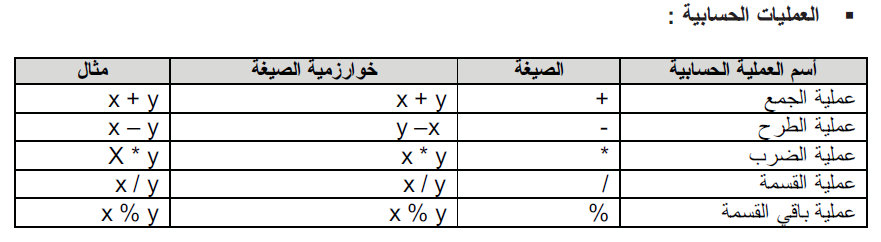 ▪ العمليات الحسابية :
أسم العملية الحسابية الصيغة خوارزمية الصيغة مثال
عملية الجمع + x + y x + y
عملية الطرح - y –x x – y
عملية الضرب * x * y X * y
عملية القسمة / x / y x / y
عملية باقي القسمة % x % y x % y